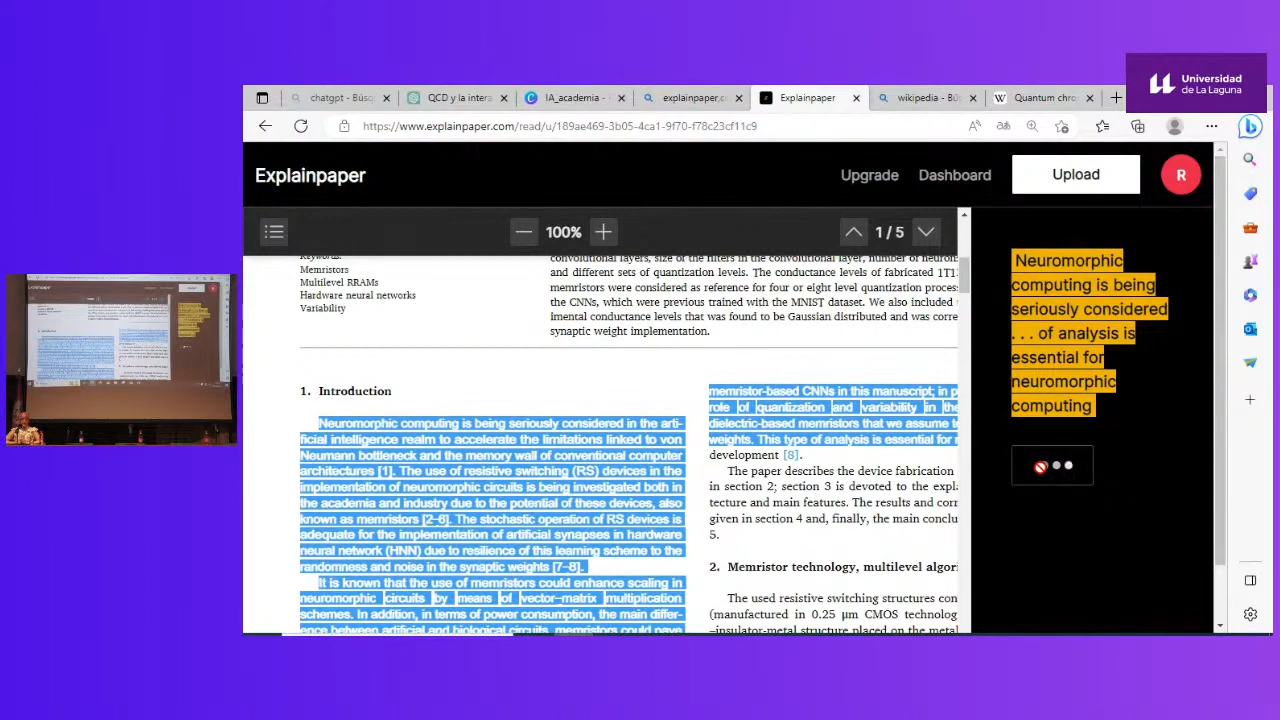 Universidad
de La Laguna
chatgpt - Búsq
QCD y la intera
IA_academia -
explainpaper,c
Explainpaper
wikipedia - Bús
Quantum chro
https://www.explainpaper.com/read/u/189ae469-3b05-4ca1-9f70-f78c23cf11c9
Explainpaper
Upgrade
Dashboard
Upload
R
100%
1 / 5
Keywords:
Memristors
Multilevel RRAMs
Hardware neural networks
Variability
convolutional layers, size of the filters in the convolutional layer, number of neuron
and different sets of quantization levels. The conductance levels of fabricated 1T1
memristors were considered as reference for four or eight level quantization process
the CNNs, which were previous trained with the MNIST dataset. We also included
imental conductance levels that was found to be Gaussian distributed and was corre
synaptic weight implementation.
1. Introduction
Neuromorphic computing is being seriously considered in the arti-
ficial intelligence realm to accelerate the limitations linked to von
Neumann bottleneck and the memory wall of conventional computer
architectures [1]. The use of resistive switching (RS) devices in the
implementation of neuromorphic circuits is being investigated both in
the academia and industry due to the potential of these devices, also
known as memristors [2–6]. The stochastic operation of RS devices is
adequate for the implementation of artificial synapses in hardware
neural network (HNN) due to resilience of this learning scheme to the
randomness and noise in the synaptic weights [7–8].
It is known that the use of memristors could enhance scaling in
neuromorphic circuits by means of vector–matrix multiplication
schemes. In addition, in terms of power consumption, the main differ-
ence between artificial and biological circuits, memristors could pave
memristor-based CNNs in this manuscript; in p
role of quantization and variability in the
dielectric-based memristors that we assume t
weights. This type of analysis is essential for
development [8].
The paper describes the device fabrication
in section 2; section 3 is devoted to the expl
tecture and main features. The results and cor
given in section 4 and, finally, the main conclu
5.
2. Memristor technology, multilevel algor
The used resistive switching structures con
(manufactured in 0.25 μm CMOS technolog
–insulator-metal structure placed on the metal
Neuromorphic
computing is being
seriously considered
. . . of analysis is
essential for
neuromorphic
computing